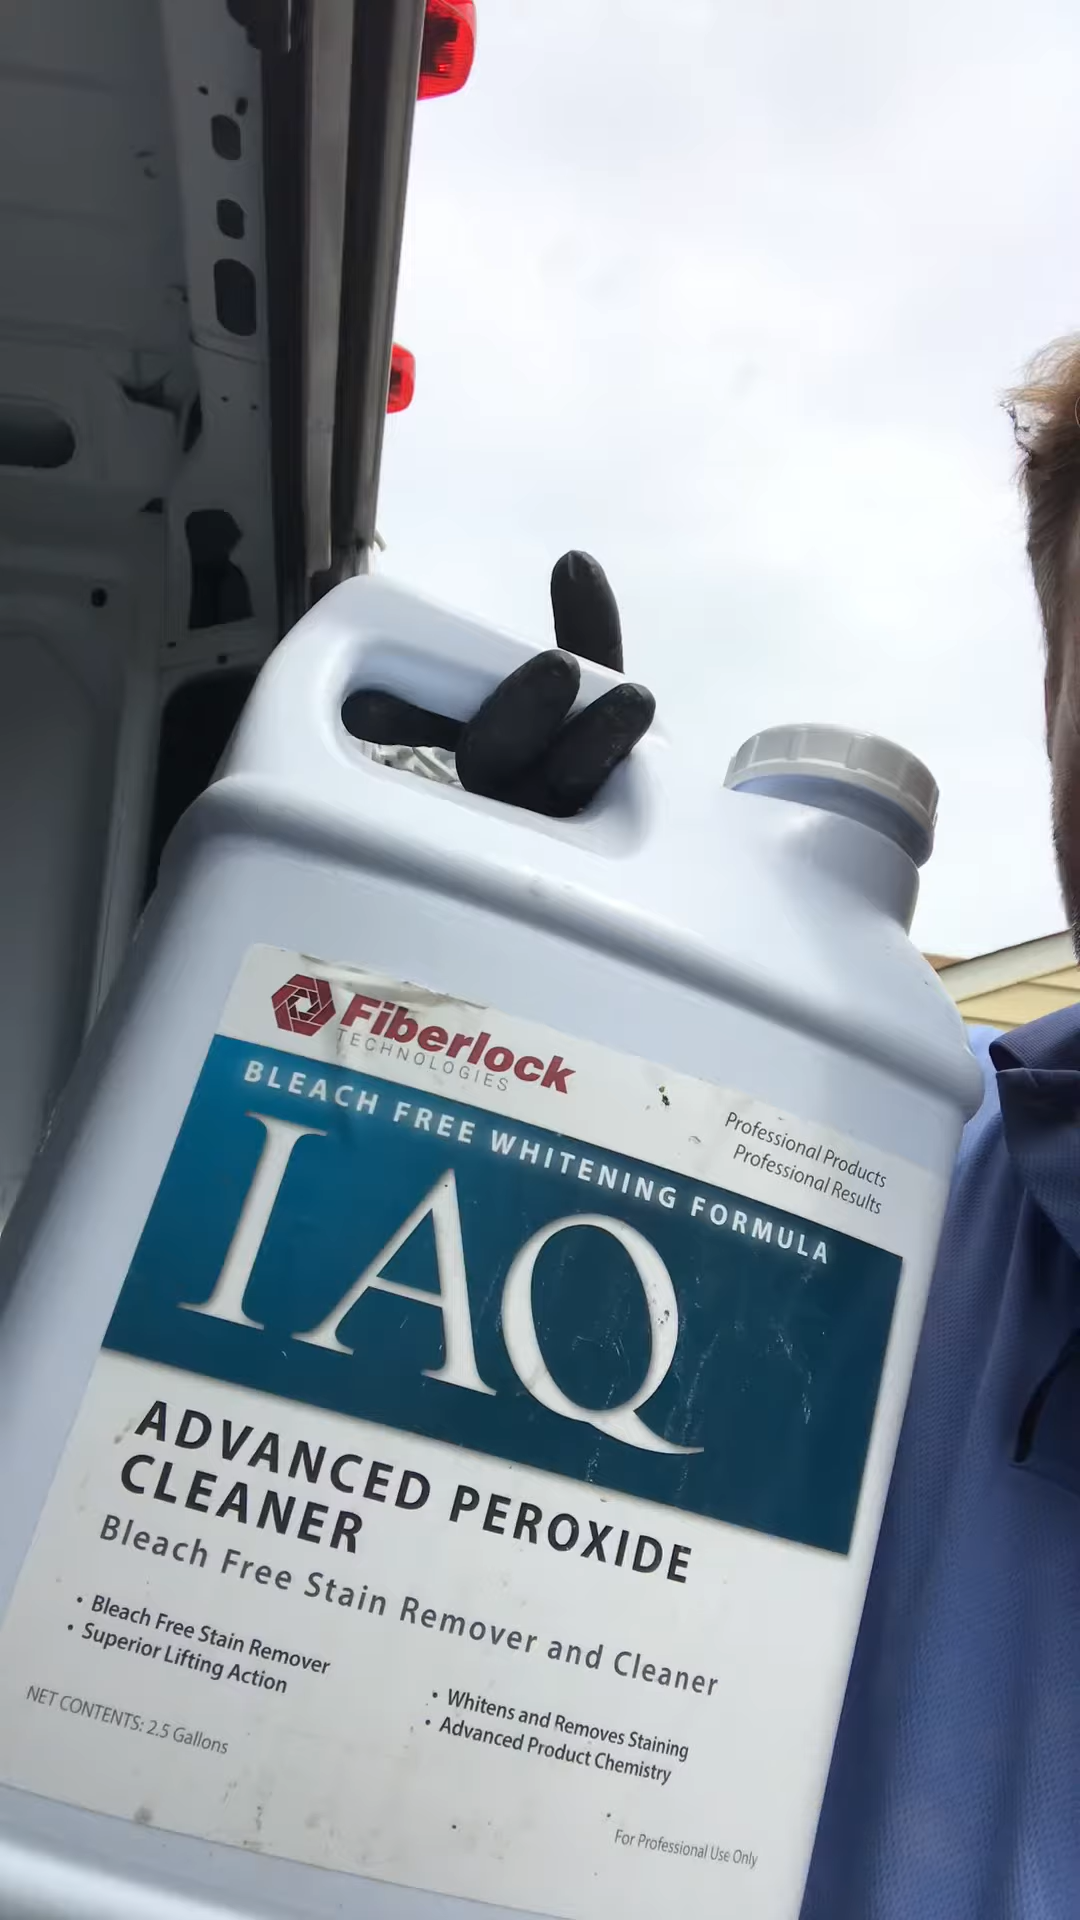 Fiberlock
TECHNOLOGIES
Professional Products
Professional Results
BLEACH FREE WHITENING FORMULA
IAQ
ADVANCED PEROXIDE
CLEANER
Bleach Free Stain Remover and Cleaner
• Bleach Free Stain Remover
• Superior Lifting Action
• Whitens and Removes Staining
• Advanced Product Chemistry
NET CONTENTS: 2.5 Gallons
For Professional Use Only